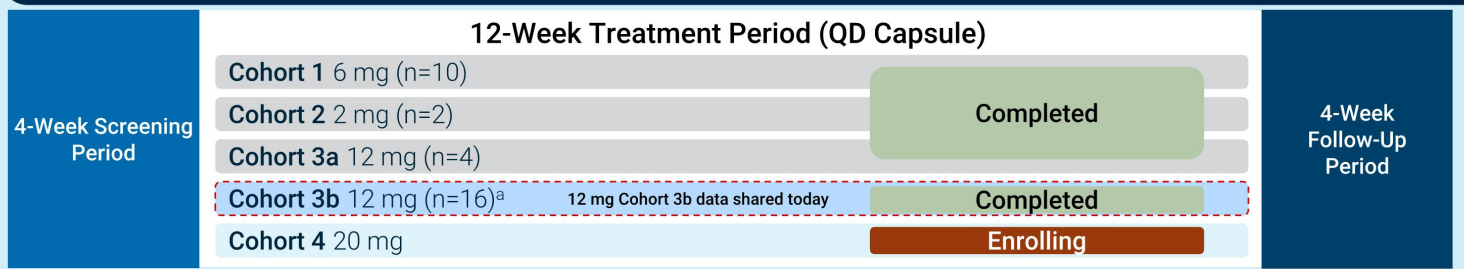 12-Week Treatment Period (QD Capsule)
4-Week Screening
Period
Cohort 1 6 mg (n=10)
Cohort 2 2 mg (n=2)
Cohort 3a 12 mg (n=4)
Completed
Cohort 3b 12 mg (n=16)ᵃ 12 mg Cohort 3b data shared today Completed
Cohort 4 20 mg Enrolling
4-Week
Follow-Up
Period